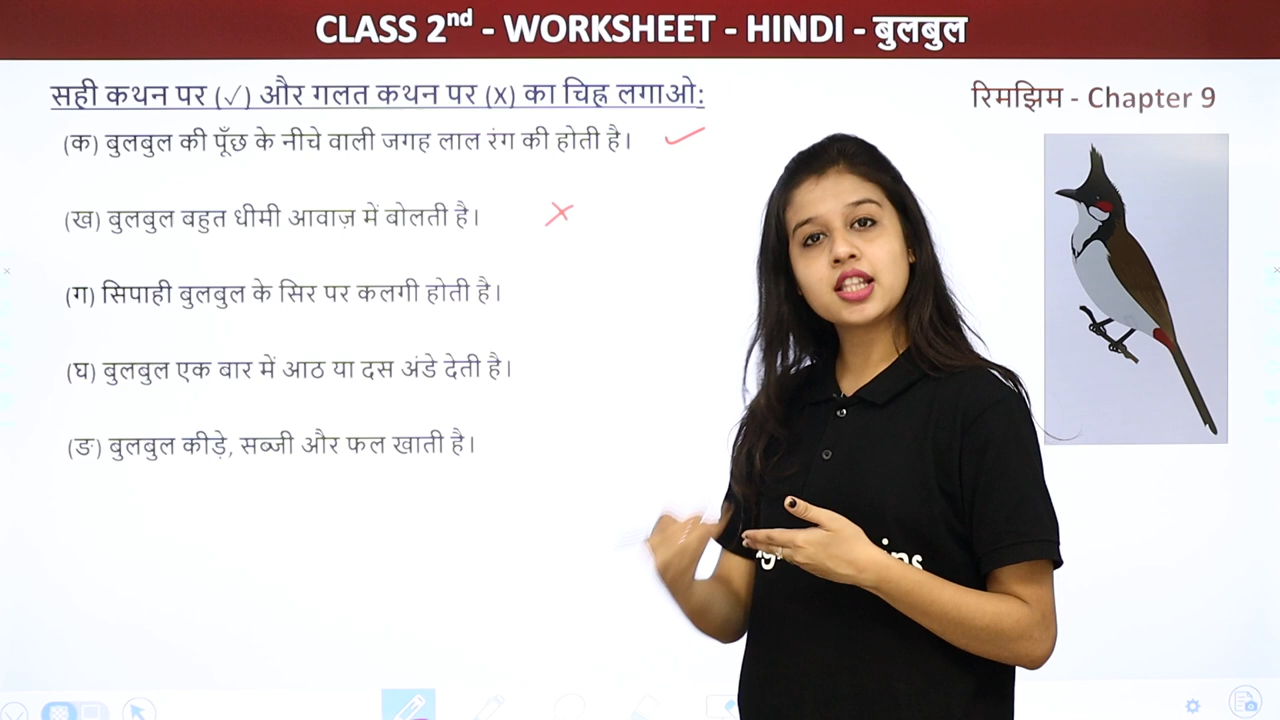 CLASS 2nd - WORKSHEET - HINDI - बुलबुल
सही कथन पर (✓) और गलत कथन पर (X) का चिह्न लगाओ:
रिमझिम - Chapter 9
(क) बुलबुल की पूँछ के नीचे वाली जगह लाल रंग की होती है।
(ख) बुलबुल बहुत धीमी आवाज़ में बोलती है।
(ग) सिपाही बुलबुल के सिर पर कलगी होती है।
(घ) बुलबुल एक बार में आठ या दस अंडे देती है।
(ङ) बुलबुल कीड़े, सब्जी और फल खाती है।